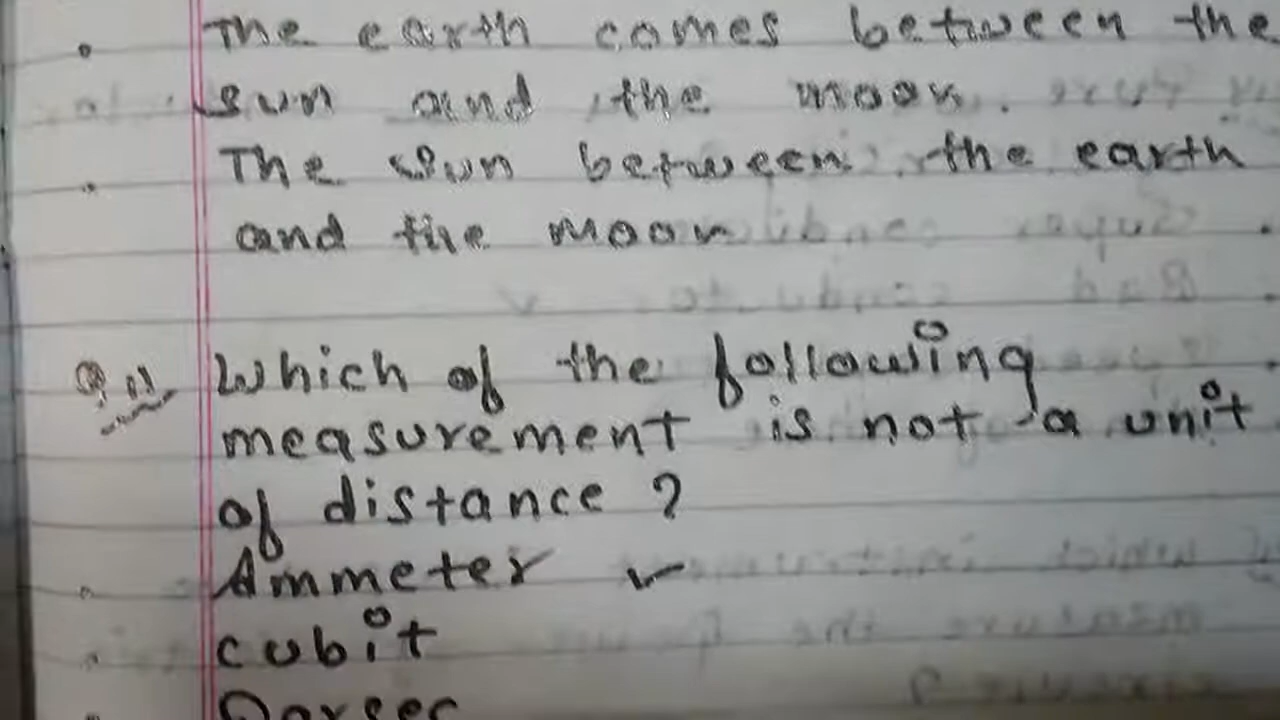 The earth comes between the
sun and the moon.
The Sun between the earth
and the moon
Q.11 Which of the following
measurement is not a unit
of distance ?
Ammeter ✓
cubit
Parsec